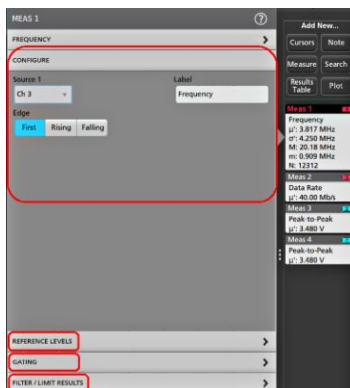 MEAS 1
?
FREQUENCY
CONFIGURE
Source 1
Label
Ch 3
Frequency
Edge
First Rising Falling
REFERENCE LEVELS
GATING
FILTER / LIMIT RESULTS
Add New...
Cursors Note
Measure Search
Results Table Plot
Meas 1
Frequency
μ': 3.817 MHz
σ': 4.250 MHz
M: 20.18 MHz
m: 0.909 MHz
N: 12312
Meas 2
Data Rate
μ': 40.00 Mb/s
Meas 3
Peak-to-Peak
μ': 3.480 V
Meas 4
Peak-to-Peak
μ': 3.480 V